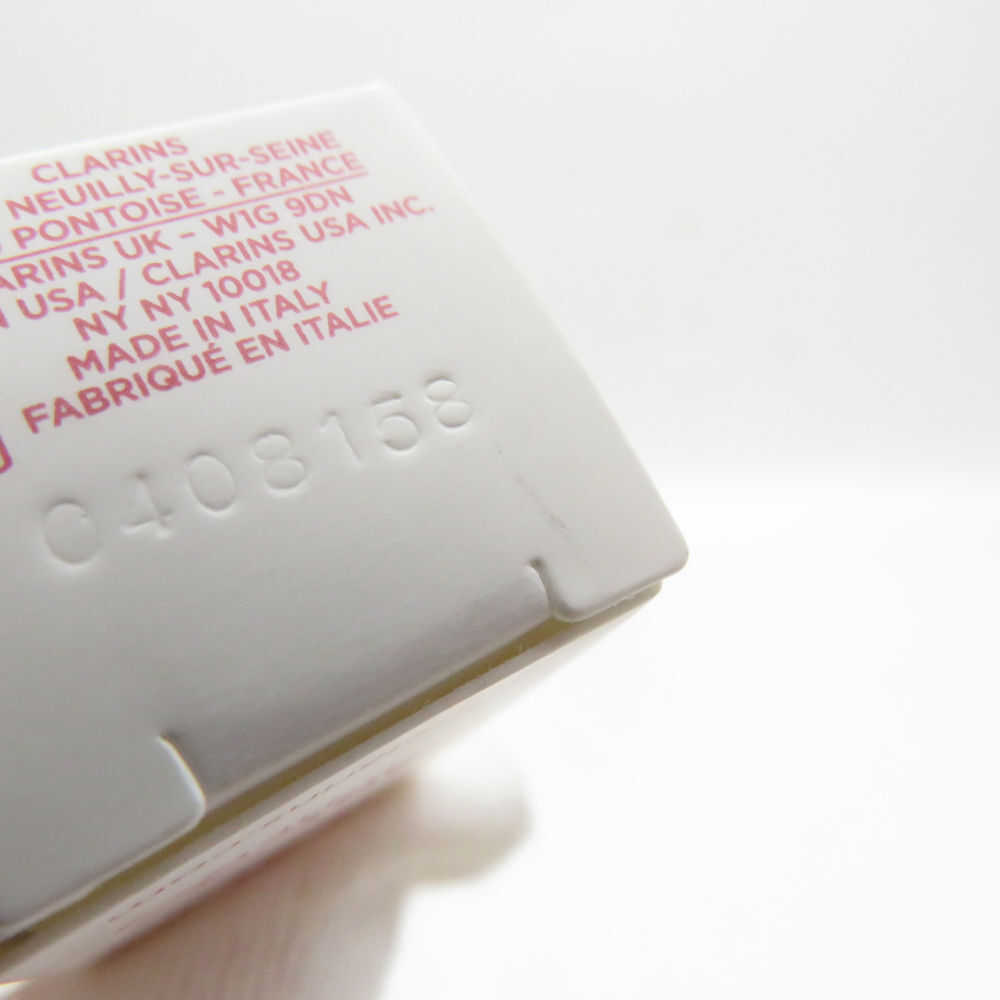 CLARINS
NEUILLY-SUR-SEINE
PONTOISE - FRANCE
ARINS UK - W1G 9DN
USA / CLARINS USA INC.
NY NY 10018
MADE IN ITALY
FABRIQUÉ EN ITALIE
0408158